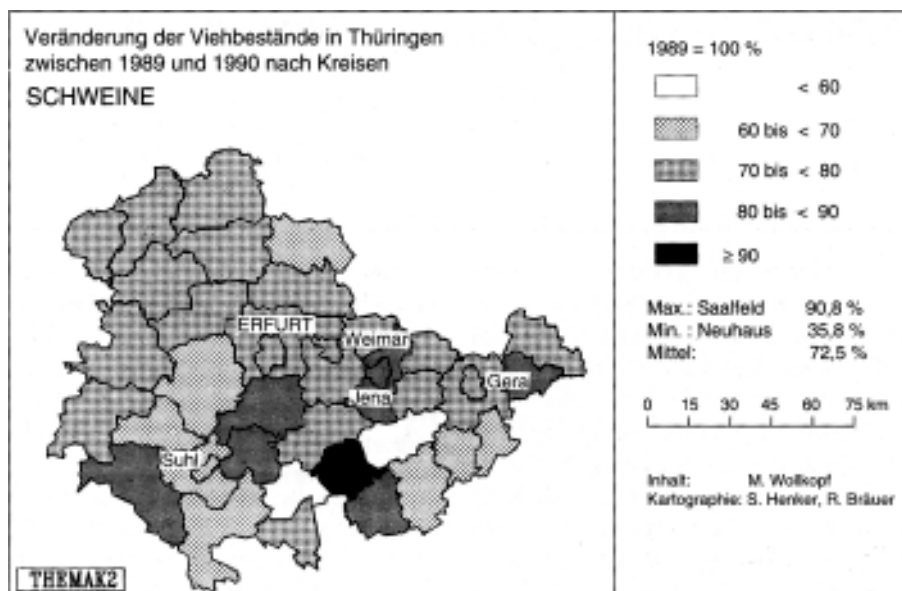 Veränderung der Viehbestände in Thüringen
zwischen 1989 und 1990 nach Kreisen
SCHWEINE
ERFURT
Weimar
Jena
Gera
Suhl
THEMAK2
1989 = 100 %
< 60
60 bis < 70
70 bis < 80
80 bis < 90
≥ 90
Max.: Saalfeld 90,8 %
Min. : Neuhaus 35,8 %
Mittel: 72,5 %
0 15 30 45 60 75 km
Inhalt: M. Wollkopf
Kartographie: S. Henker, R. Bräuer